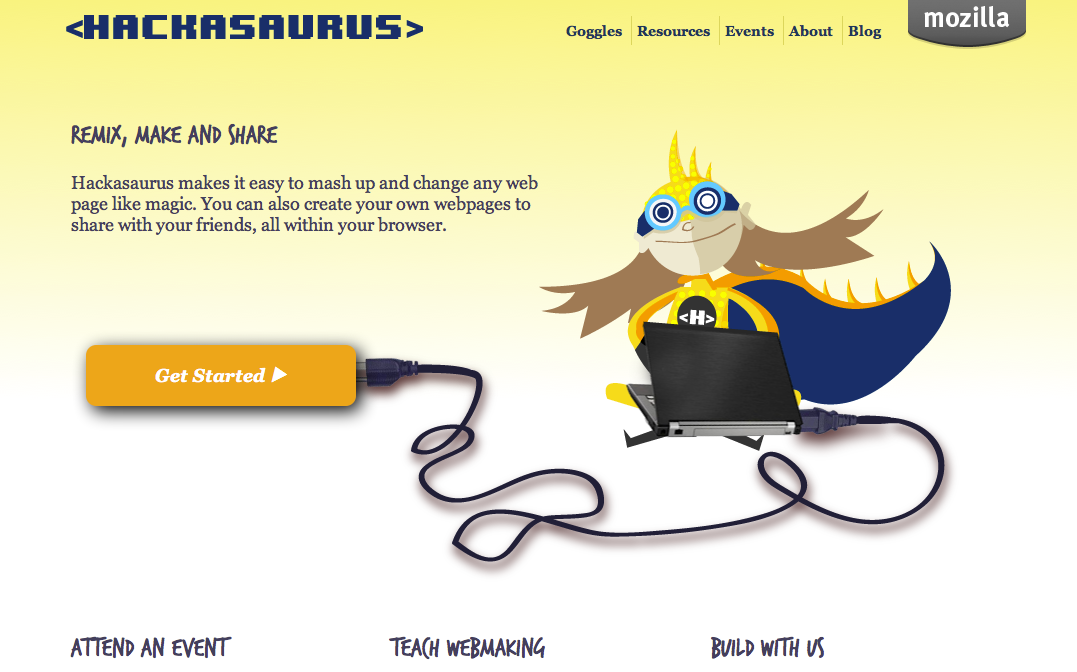 <HACKASAURUS>
Goggles Resources Events About Blog
mozilla
REMIX, MAKE AND SHARE
Hackasaurus makes it easy to mash up and change any web
page like magic. You can also create your own webpages to
share with your friends, all within your browser.
<H>
Get Started ▶
ATTEND AN EVENT
TEACH WEBMAKING
BUILD WITH US